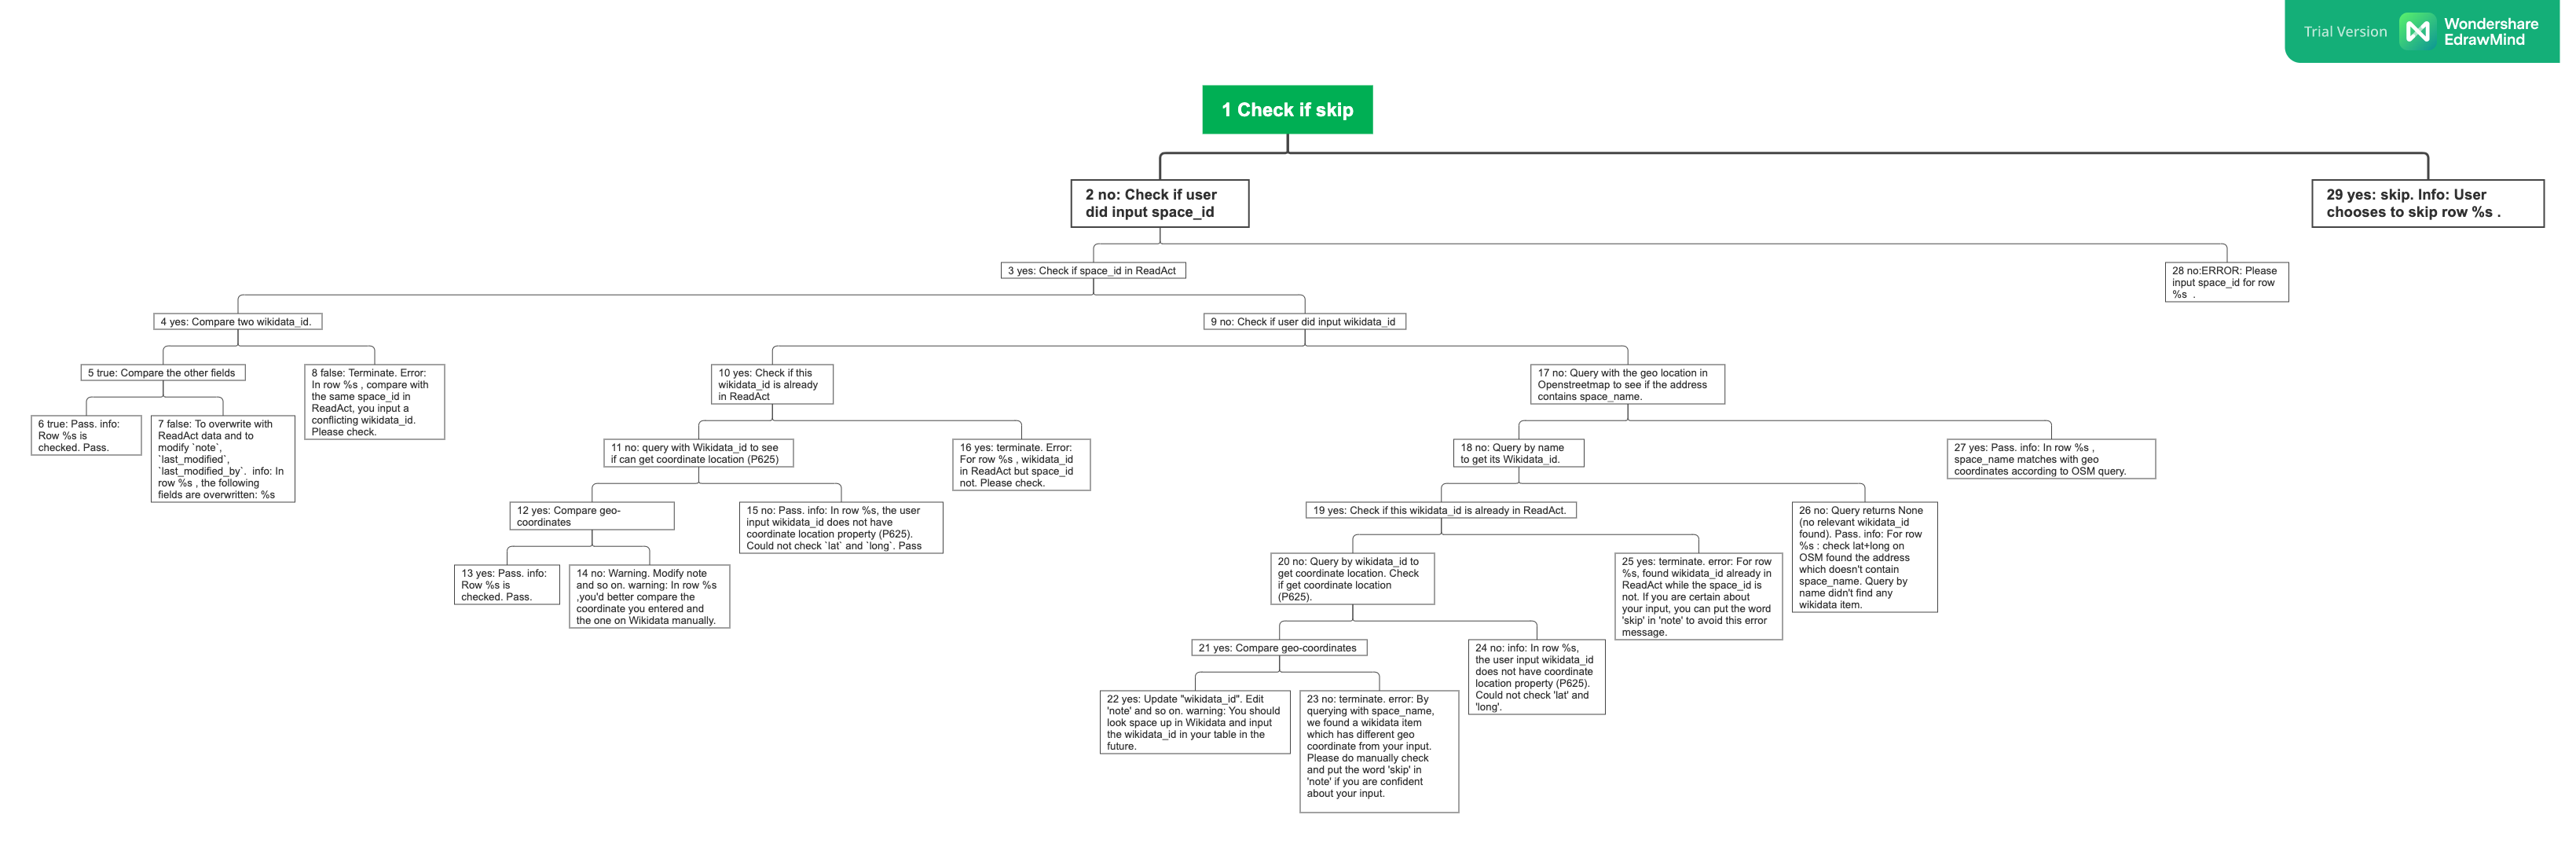 Trial Version
Wondershare
EdrawMind
1 Check if skip
2 no: Check if user
did input space_id
29 yes: skip. Info: User
chooses to skip row %s .
3 yes: Check if space_id in ReadAct
28 no:ERROR: Please
input space_id for row
%s  .
4 yes: Compare two wikidata_id.
9 no: Check if user did input wikidata_id
5 true: Compare the other fields
8 false: Terminate. Error:
In row %s , compare with
the same space_id in
ReadAct, you input a
conflicting wikidata_id.
Please check.
10 yes: Check if this
wikidata_id is already
in ReadAct
17 no: Query with the geo location in
Openstreetmap to see if the address
contains space_name.
6 true: Pass. info:
Row %s is
checked. Pass.
7 false: To overwrite with
ReadAct data and to
modify `note`,
`last_modified`,
`last_modified_by`.  info: In
row %s , the following
fields are overwritten: %s
11 no: query with Wikidata_id to see
if can get coordinate location (P625)
16 yes: terminate. Error:
For row %s , wikidata_id
in ReadAct but space_id
not. Please check.
18 no: Query by name
to get its Wikidata_id.
27 yes: Pass. info: In row %s ,
space_name matches with geo
coordinates according to OSM query.
12 yes: Compare geo-
coordinates
15 no: Pass. info: In row %s, the user
input wikidata_id does not have
coordinate location property (P625).
Could not check `lat` and `long`. Pass
19 yes: Check if this wikidata_id is already in ReadAct.
26 no: Query returns None
(no relevant wikidata_id
found). Pass. info: For row
%s : check lat+long on
OSM found the address
which doesn't contain
space_name. Query by
name didn't find any
wikidata item.
13 yes: Pass. info:
Row %s is
checked. Pass.
14 no: Warning. Modify note
and so on. warning: In row %s
,you'd better compare the
coordinate you entered and
the one on Wikidata manually.
20 no: Query by wikidata_id to
get coordinate location. Check
if get coordinate location
(P625).
25 yes: terminate. error: For row
%s, found wikidata_id already in
ReadAct while the space_id is
not. If you are certain about
your input, you can put the word
'skip' in 'note' to avoid this error
message.
21 yes: Compare geo-coordinates
24 no: info: In row %s,
the user input wikidata_id
does not have coordinate
location property (P625).
Could not check 'lat' and
'long'.
22 yes: Update "wikidata_id". Edit
'note' and so on. warning: You should
look space up in Wikidata and input
the wikidata_id in your table in the
future.
23 no: terminate. error: By
querying with space_name,
we found a wikidata item
which has different geo
coordinate from your input.
Please do manually check
and put the word 'skip' in
'note' if you are confident
about your input.